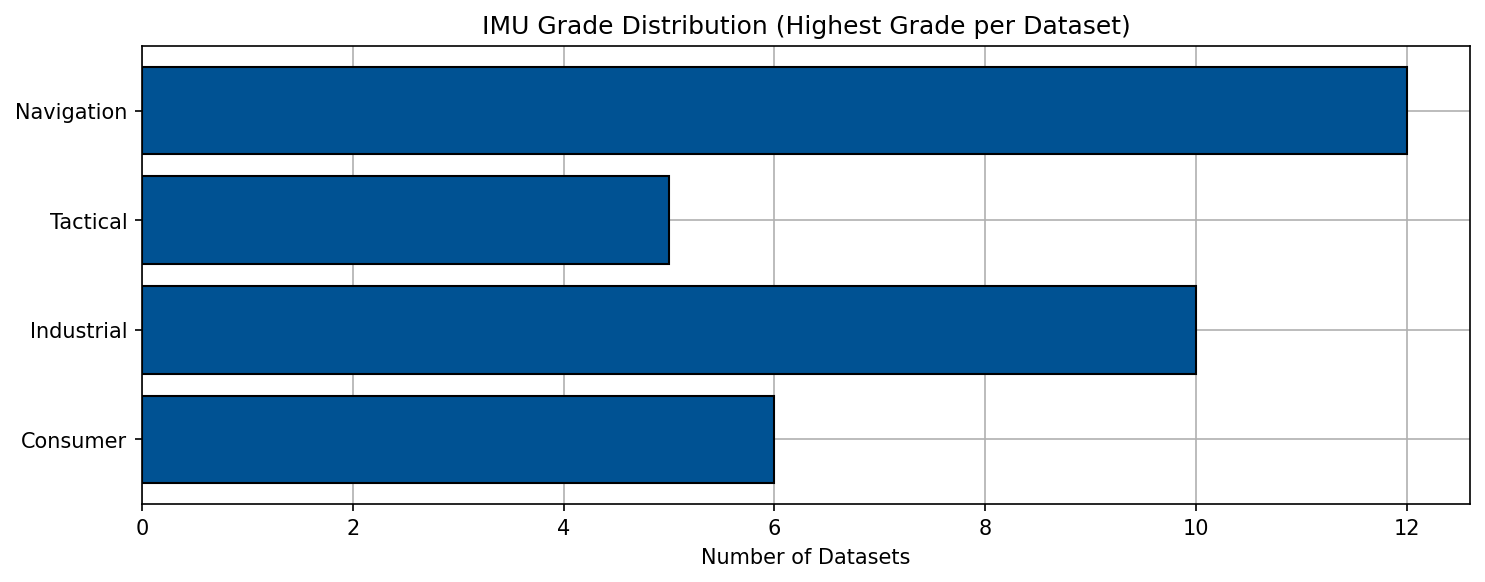 IMU Grade Distribution (Highest Grade per Dataset)
Navigation
Tactical
Industrial
Consumer
0 2 4 6 8 10 12
Number of Datasets